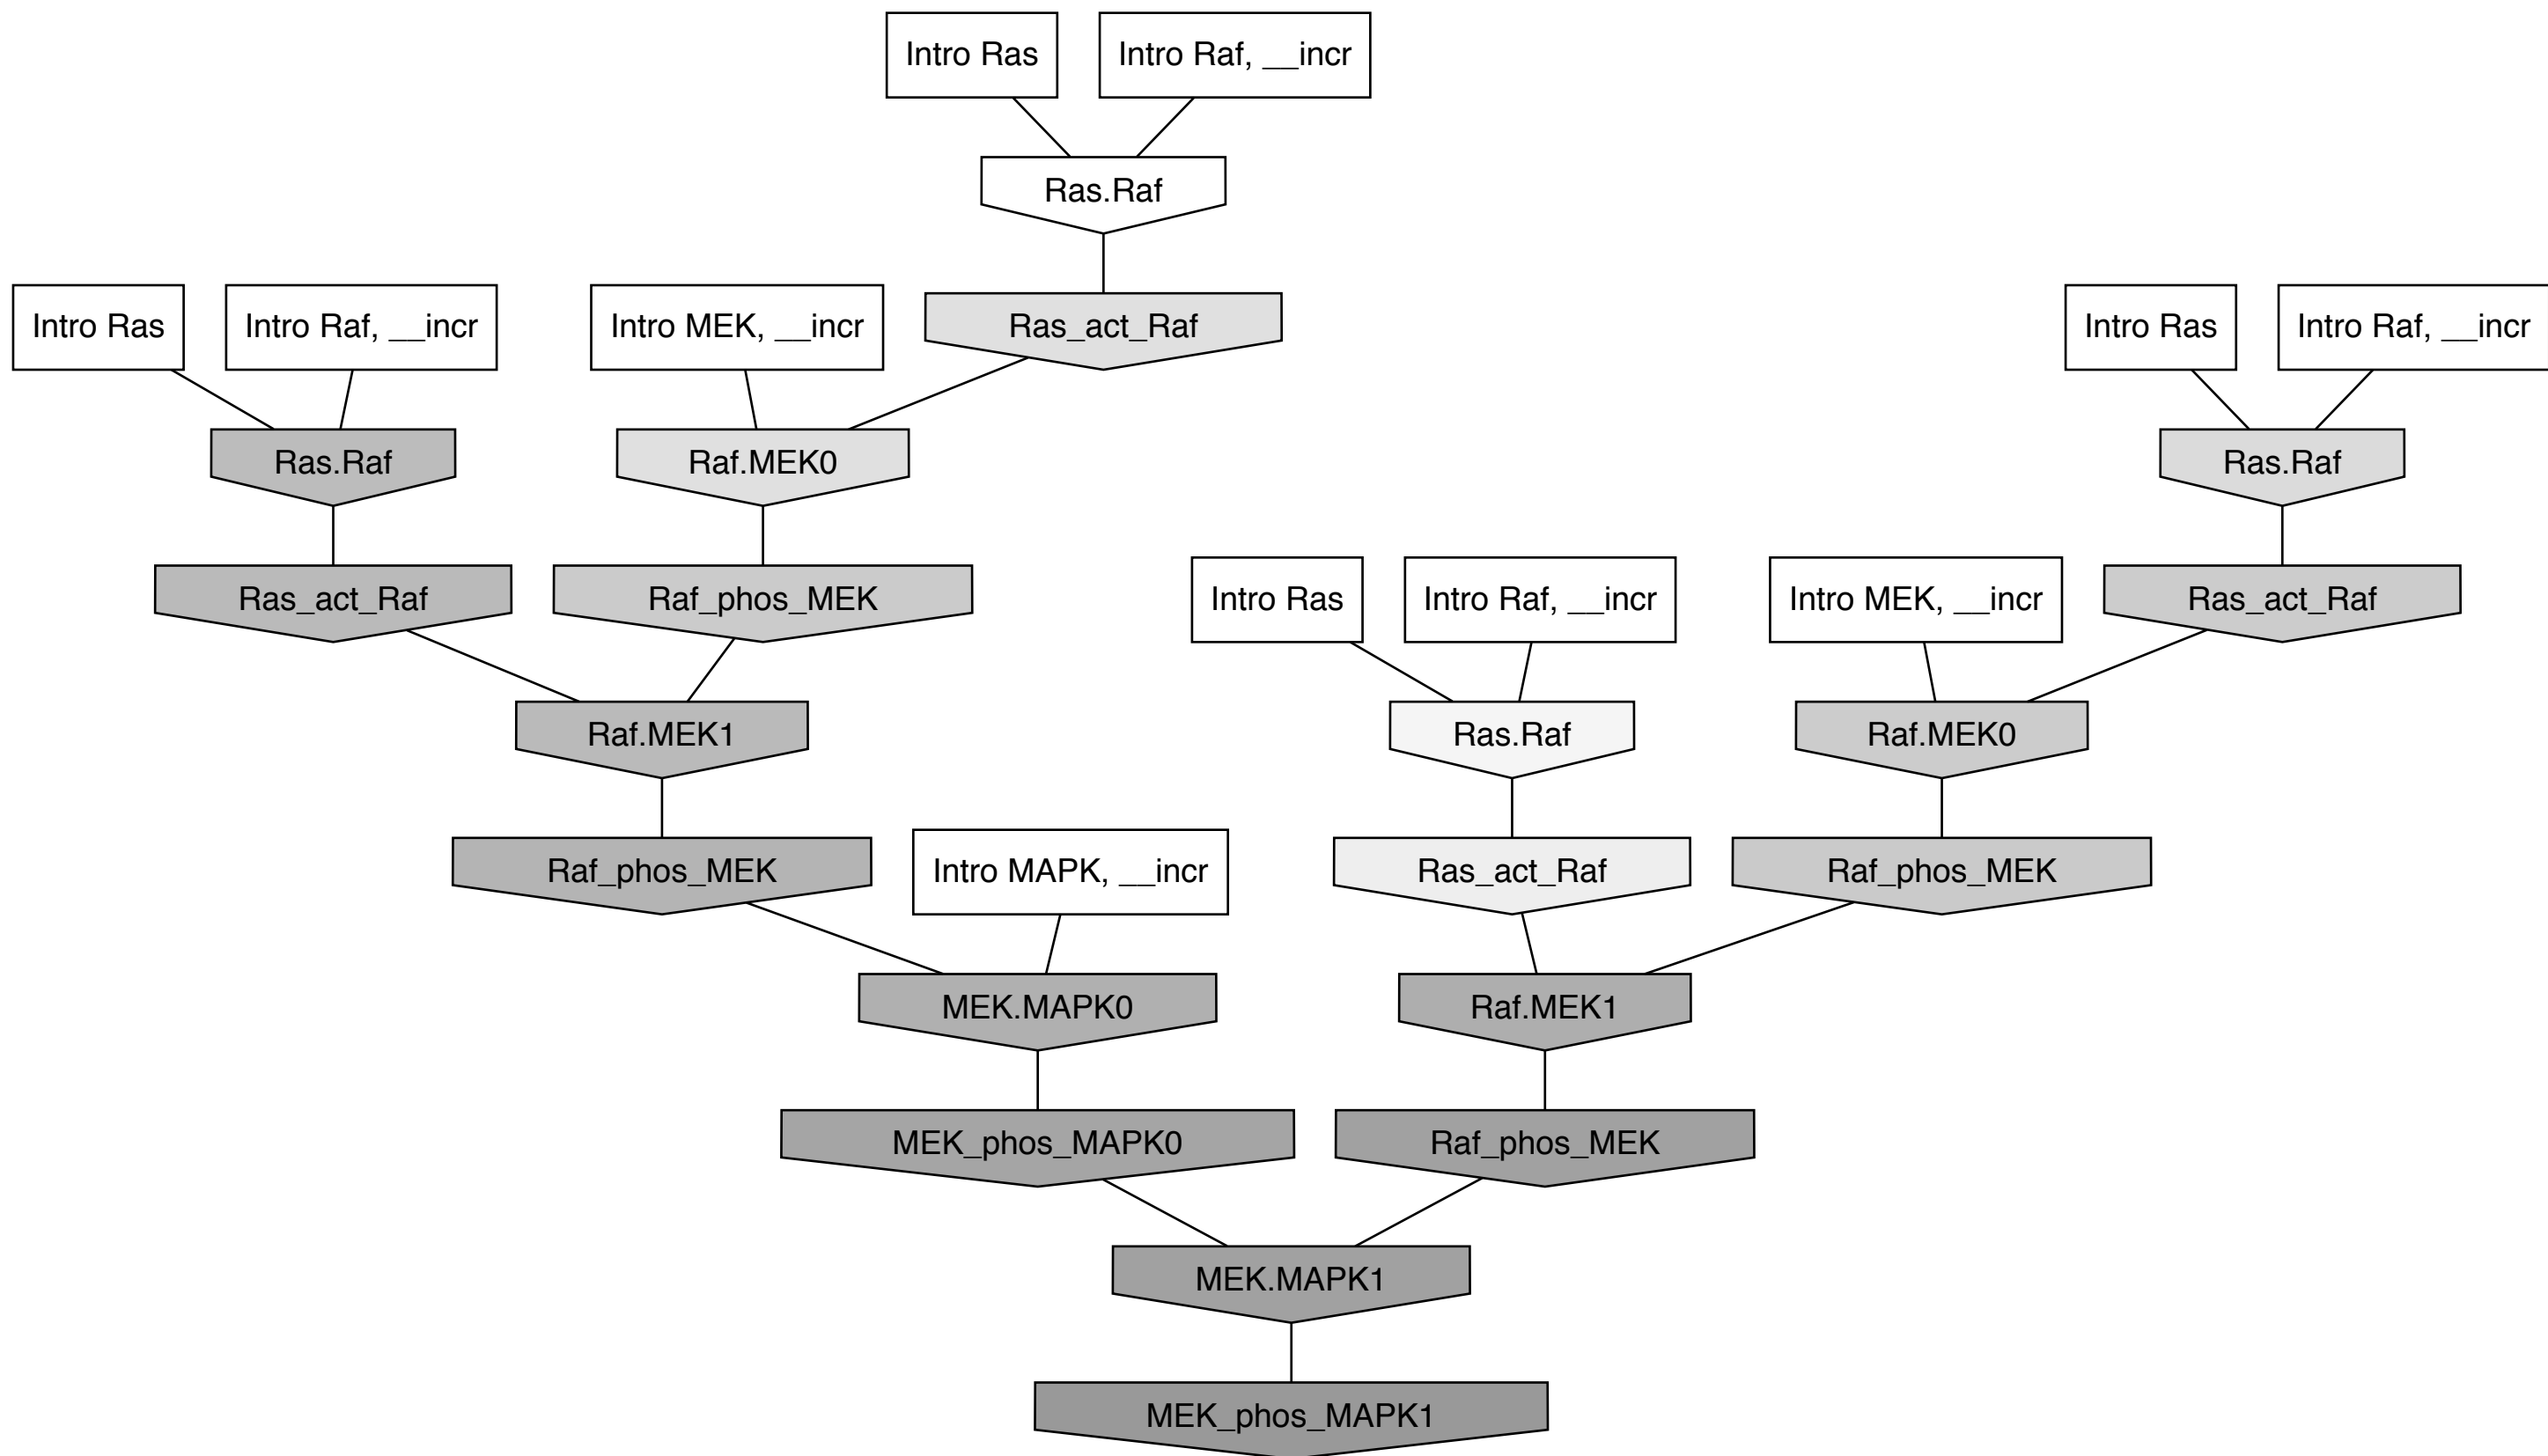 Intro Ras
Intro Raf, __incr
Ras.Raf
Intro Ras
Intro Raf, __incr
Intro MEK, __incr
Ras_act_Raf
Intro Ras
Intro Raf, __incr
Ras.Raf
Raf.MEK0
Ras.Raf
Ras_act_Raf
Raf_phos_MEK
Intro Ras
Intro Raf, __incr
Intro MEK, __incr
Ras_act_Raf
Raf.MEK1
Ras.Raf
Raf.MEK0
Raf_phos_MEK
Intro MAPK, __incr
Ras_act_Raf
Raf_phos_MEK
MEK.MAPK0
Raf.MEK1
MEK_phos_MAPK0
Raf_phos_MEK
MEK.MAPK1
MEK_phos_MAPK1